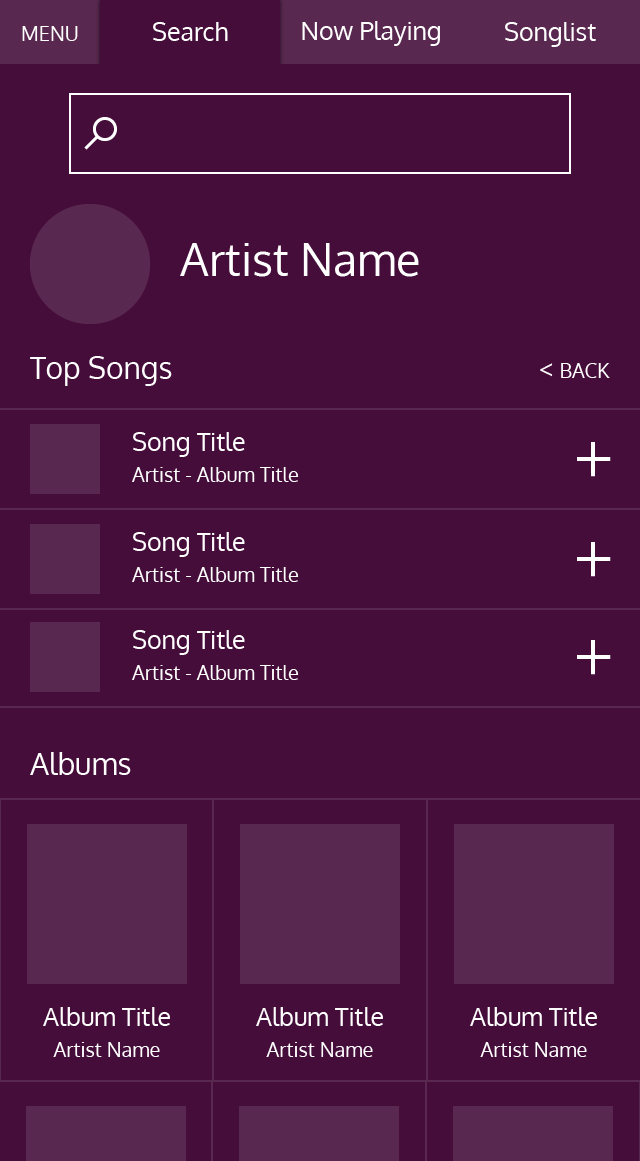 MENU Search Now Playing Songlist
Artist Name
Top Songs < BACK
Song Title
Artist - Album Title
Song Title
Artist - Album Title
Song Title
Artist - Album Title
Albums
Album Title Album Title Album Title
Artist Name Artist Name Artist Name